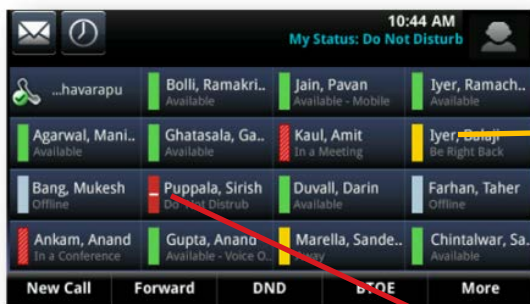 10:44 AM
My Status: Do Not Disturb
...havarapu
Bolli, Ramakri..
Available
Jain, Pavan
Available - Mobile
Iyer, Ramach..
Available
Agarwal, Mani..
Available
Ghatasala, Ga..
Available
Kaul, Amit
In a Meeting
Iyer, Balaji
Be Right Back
Bang, Mukesh
Offline
Puppala, Sirish
Do Not Distrub
Duvall, Darin
Available
Farhan, Taher
Offline
Ankam, Anand
In a Conference
Gupta, Anand
Available - Voice O..
Marella, Sande..
Away
Chintalwar, Sa..
Available
New Call
Forward
DND
BTOE
More